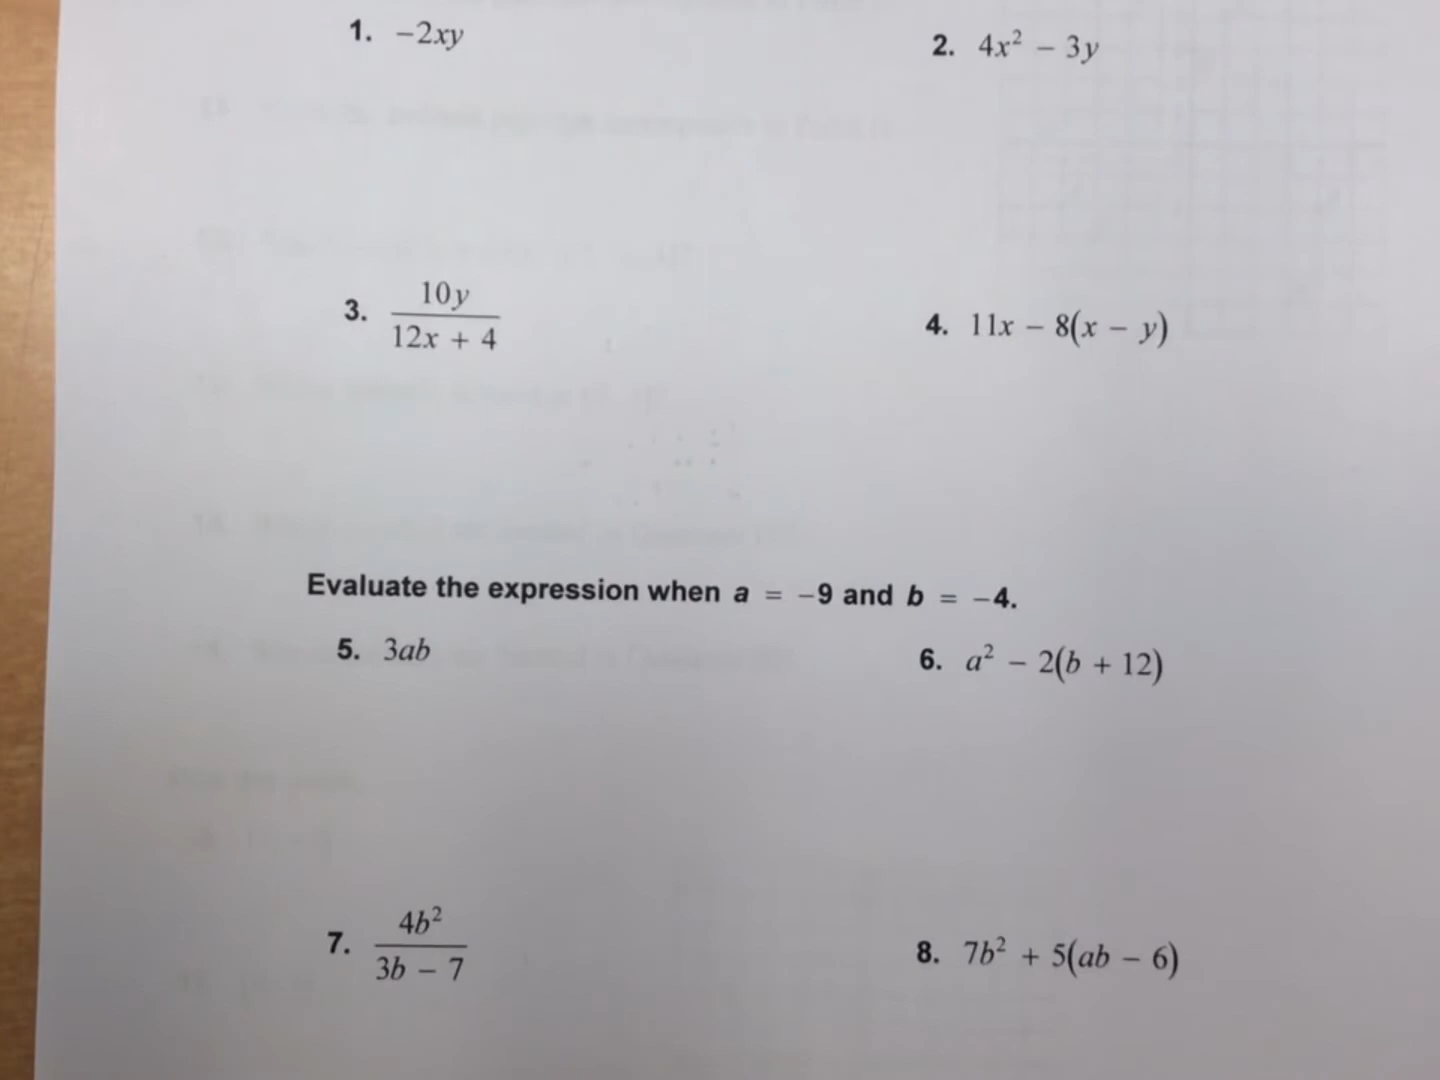 1. −2xy
2. 4x² − 3y
3. 10y
12x + 4
4. 11x − 8(x − y)
Evaluate the expression when a = −9 and b = −4.
5. 3ab
6. a² − 2(b + 12)
7. 4b²
3b − 7
8. 7b² + 5(ab − 6)